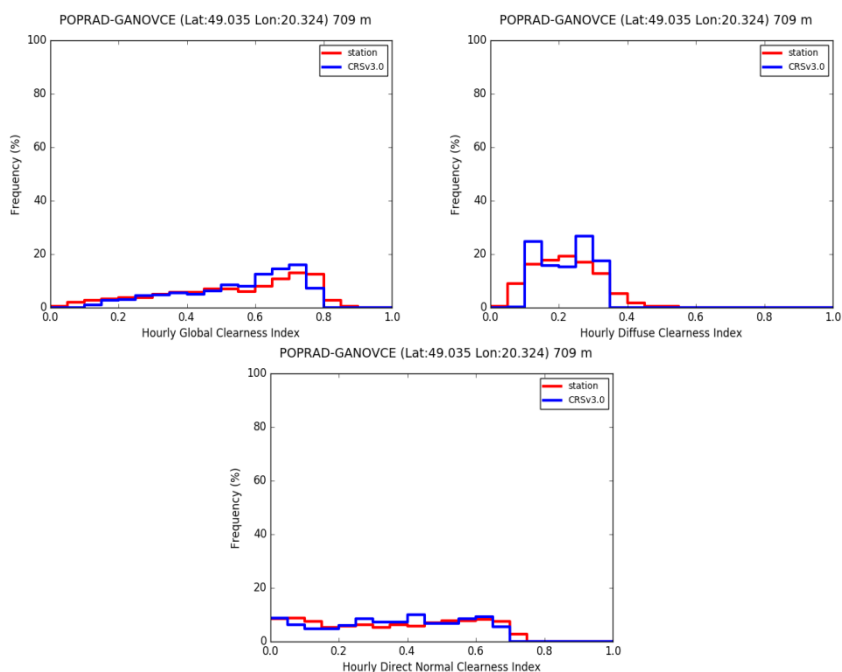 POPRAD-GANOVCE (Lat:49.035 Lon:20.324) 709 m
100
80
60
40
20
0
Frequency (%)
station
CRSv3.0
0.0 0.2 0.4 0.6 0.8 1.0
Hourly Global Clearness Index
POPRAD-GANOVCE (Lat:49.035 Lon:20.324) 709 m
100
80
60
40
20
0
Frequency (%)
station
CRSv3.0
0.0 0.2 0.4 0.6 0.8 1.0
Hourly Diffuse Clearness Index
POPRAD-GANOVCE (Lat:49.035 Lon:20.324) 709 m
100
80
60
40
20
0
Frequency (%)
station
CRSv3.0
0.0 0.2 0.4 0.6 0.8 1.0
Hourly Direct Normal Clearness Index